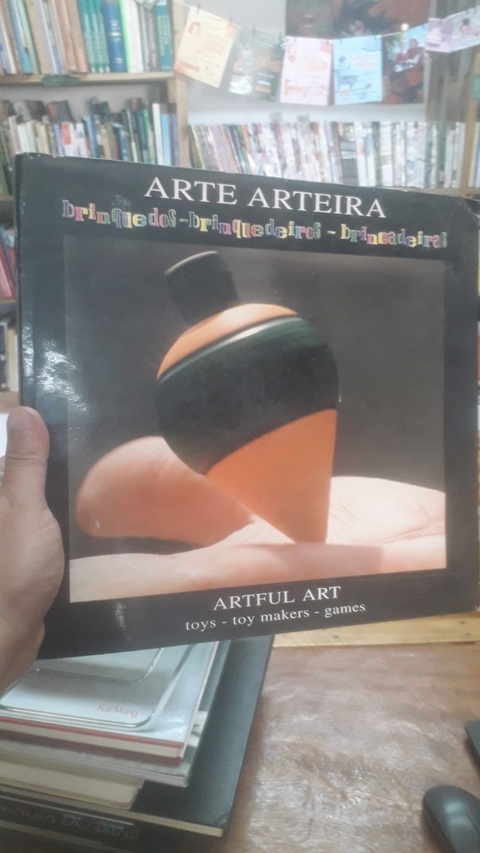 ARTE ARTEIRA
brinquedos - brinquedeiros - brincadeiras
ARTFUL ART
toys - toy makers - games